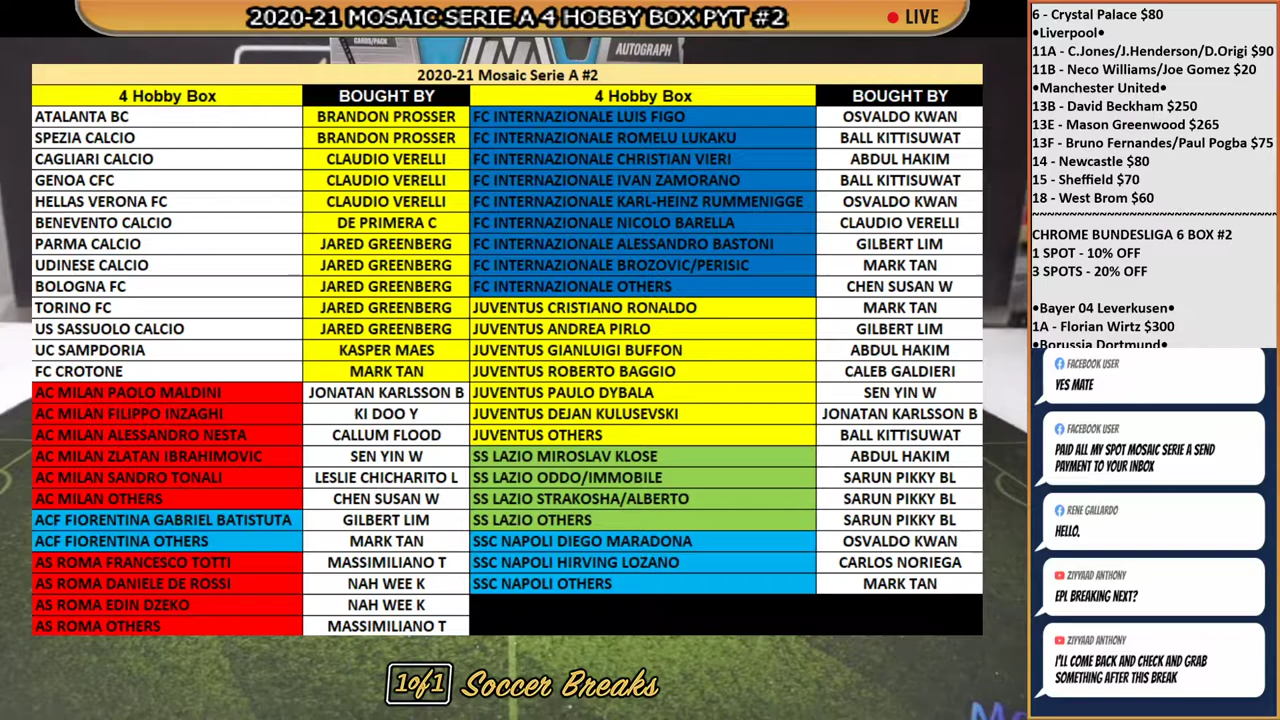 2020-21 MOSAIC SERIE A 4 HOBBY BOX PYT #2
LIVE
CARDS/PACK
AUTOGRAPH
2020-21 Mosaic Serie A #2
4 Hobby Box BOUGHT BY 4 Hobby Box BOUGHT BY
ATALANTA BC BRANDON PROSSER FC INTERNAZIONALE LUIS FIGO OSVALDO KWAN
SPEZIA CALCIO BRANDON PROSSER FC INTERNAZIONALE ROMELU LUKAKU BALL KITTISUWAT
CAGLIARI CALCIO CLAUDIO VERELLI FC INTERNAZIONALE CHRISTIAN VIERI ABDUL HAKIM
GENOA CFC CLAUDIO VERELLI FC INTERNAZIONALE IVAN ZAMORANO BALL KITTISUWAT
HELLAS VERONA FC CLAUDIO VERELLI FC INTERNAZIONALE KARL-HEINZ RUMMENIGGE OSVALDO KWAN
BENEVENTO CALCIO DE PRIMERA C FC INTERNAZIONALE NICOLO BARELLA CLAUDIO VERELLI
PARMA CALCIO JARED GREENBERG FC INTERNAZIONALE ALESSANDRO BASTONI GILBERT LIM
UDINESE CALCIO JARED GREENBERG FC INTERNAZIONALE BROZOVIC/PERISIC MARK TAN
BOLOGNA FC JARED GREENBERG FC INTERNAZIONALE OTHERS CHEN SUSAN W
TORINO FC JARED GREENBERG JUVENTUS CRISTIANO RONALDO MARK TAN
US SASSUOLO CALCIO JARED GREENBERG JUVENTUS ANDREA PIRLO GILBERT LIM
UC SAMPDORIA KASPER MAES JUVENTUS GIANLUIGI BUFFON ABDUL HAKIM
FC CROTONE MARK TAN JUVENTUS ROBERTO BAGGIO CALEB GALDIERI
AC MILAN PAOLO MALDINI JONATAN KARLSSON B JUVENTUS PAULO DYBALA SEN YIN W
AC MILAN FILIPPO INZAGHI KI DOO Y JUVENTUS DEJAN KULUSEVSKI JONATAN KARLSSON B
AC MILAN ALESSANDRO NESTA CALLUM FLOOD JUVENTUS OTHERS BALL KITTISUWAT
AC MILAN ZLATAN IBRAHIMOVIC SEN YIN W SS LAZIO MIROSLAV KLOSE ABDUL HAKIM
AC MILAN SANDRO TONALI LESLIE CHICHARITO L SS LAZIO ODDO/IMMOBILE SARUN PIKKY BL
AC MILAN OTHERS CHEN SUSAN W SS LAZIO STRAKOSHA/ALBERTO SARUN PIKKY BL
ACF FIORENTINA GABRIEL BATISTUTA GILBERT LIM SS LAZIO OTHERS SARUN PIKKY BL
ACF FIORENTINA OTHERS MARK TAN SSC NAPOLI DIEGO MARADONA OSVALDO KWAN
AS ROMA FRANCESCO TOTTI MASSIMILIANO T SSC NAPOLI HIRVING LOZANO CARLOS NORIEGA
AS ROMA DANIELE DE ROSSI NAH WEE K SSC NAPOLI OTHERS MARK TAN
AS ROMA EDIN DZEKO NAH WEE K
AS ROMA OTHERS MASSIMILIANO T
1of1 Soccer Breaks
6 - Crystal Palace $80
•Liverpool•
11A - C.Jones/J.Henderson/D.Origi $90
11B - Neco Williams/Joe Gomez $20
•Manchester United•
13B - David Beckham $250
13E - Mason Greenwood $265
13F - Bruno Fernandes/Paul Pogba $75
14 - Newcastle $80
15 - Sheffield $70
18 - West Brom $60
~~~~~~~~~~~~~~~~~~~~~~~~~~~~~~~~
CHROME BUNDESLIGA 6 BOX #2
1 SPOT - 10% OFF
3 SPOTS - 20% OFF
•Bayer 04 Leverkusen•
1A - Florian Wirtz $300
•Borussia Dortmund•
FACEBOOK USER
YES MATE
FACEBOOK USER
PAID ALL MY SPOT MOSAIC SERIE A SEND
PAYMENT TO YOUR INBOX
RENE GALLARDO
HELLO.
ZIYYAAD ANTHONY
EPL BREAKING NEXT?
ZIYYAAD ANTHONY
I'LL COME BACK AND CHECK AND GRAB
SOMETHING AFTER THIS BREAK